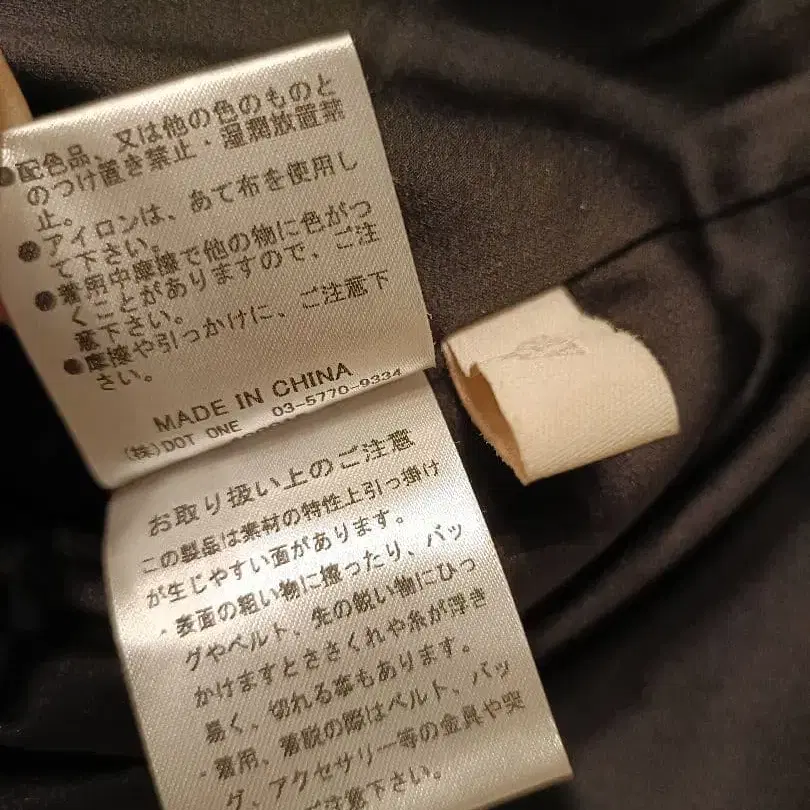 ●配色品、又は他の色のものと
のつけ置き禁止・湿潤放置禁
止。
●アイロンは、あて布を使用し
て下さい。
●着用中摩擦で他の物に色がつ
くことがありますので、ご注
意下さい。
●摩擦や引っかけに、ご注意下
さい。
MADE IN CHINA
(株)DOT ONE 03-5770-9334
お取り扱い上のご注意
この製品は素材の特性上引っ掛け
が生じやすい面があります。
・表面の粗い物に擦ったり、バッ
グやベルト、先の鋭い物にひっ
かけますとささくれや糸が浮き
易く、切れる事もあります。
・着用、着脱の際はベルト、バッ
グ、アクセサリー等の金具や突
ご注意下さい。